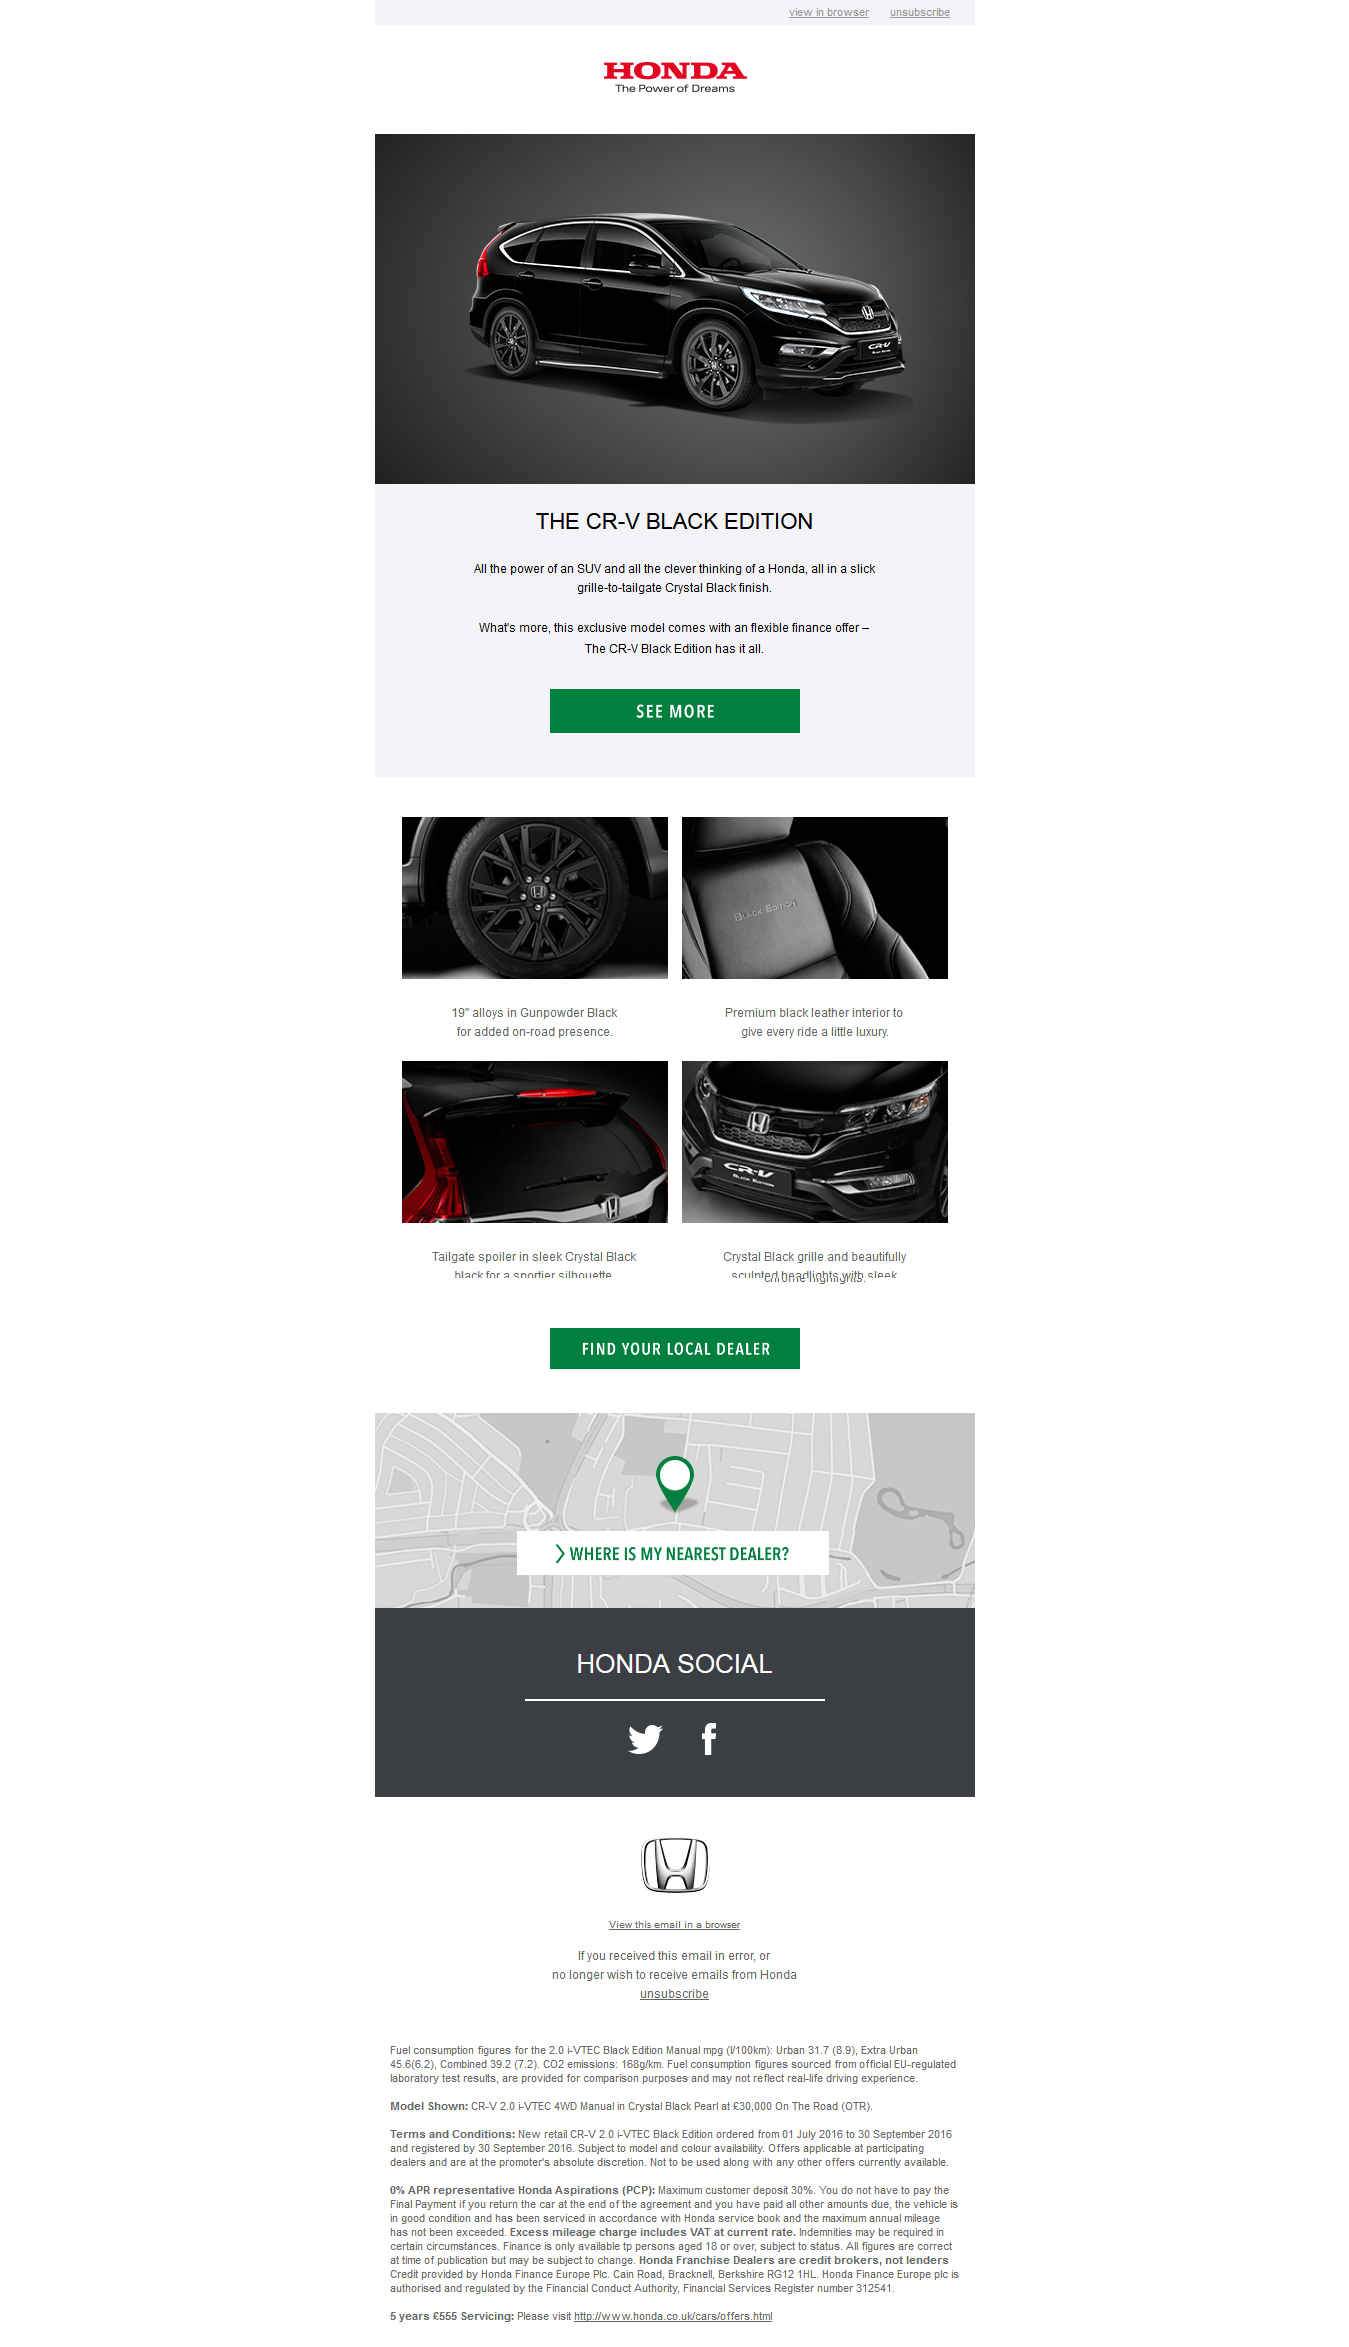 view in browser unsubscribe
HONDA
The Power of Dreams
CR-V
BLACK EDITION
THE CR-V BLACK EDITION
All the power of an SUV and all the clever thinking of a Honda, all in a slick
grille-to-tailgate Crystal Black finish.
What's more, this exclusive model comes with an flexible finance offer –
The CR-V Black Edition has it all.
SEE MORE
BLACK EDITION
19" alloys in Gunpowder Black
for added on-road presence.
Premium black leather interior to
give every ride a little luxury.
CR-V
BLACK EDITION
Tailgate spoiler in sleek Crystal Black
black for a sportier silhouette
Crystal Black grille and beautifully
sculpted headlights with sleek
chrome highlights.
FIND YOUR LOCAL DEALER
WHERE IS MY NEAREST DEALER?
HONDA SOCIAL
View this email in a browser
If you received this email in error, or
no longer wish to receive emails from Honda
unsubscribe
Fuel consumption figures for the 2.0 i-VTEC Black Edition Manual mpg (l/100km): Urban 31.7 (8.9), Extra Urban
45.6(6.2), Combined 39.2 (7.2). CO2 emissions: 168g/km. Fuel consumption figures sourced from official EU-regulated
laboratory test results, are provided for comparison purposes and may not reflect real-life driving experience.
Model Shown: CR-V 2.0 i-VTEC 4WD Manual in Crystal Black Pearl at £30,000 On The Road (OTR).
Terms and Conditions: New retail CR-V 2.0 i-VTEC Black Edition ordered from 01 July 2016 to 30 September 2016
and registered by 30 September 2016. Subject to model and colour availability. Offers applicable at participating
dealers and are at the promoter's absolute discretion. Not to be used along with any other offers currently available.
0% APR representative Honda Aspirations (PCP): Maximum customer deposit 30%. You do not have to pay the
Final Payment if you return the car at the end of the agreement and you have paid all other amounts due, the vehicle is
in good condition and has been serviced in accordance with Honda service book and the maximum annual mileage
has not been exceeded. Excess mileage charge includes VAT at current rate. Indemnities may be required in
certain circumstances. Finance is only available tp persons aged 18 or over, subject to status. All figures are correct
at time of publication but may be subject to change. Honda Franchise Dealers are credit brokers, not lenders
Credit provided by Honda Finance Europe Plc. Cain Road, Bracknell, Berkshire RG12 1HL. Honda Finance Europe plc is
authorised and regulated by the Financial Conduct Authority, Financial Services Register number 312541.
5 years £555 Servicing: Please visit http://www.honda.co.uk/cars/offers.html